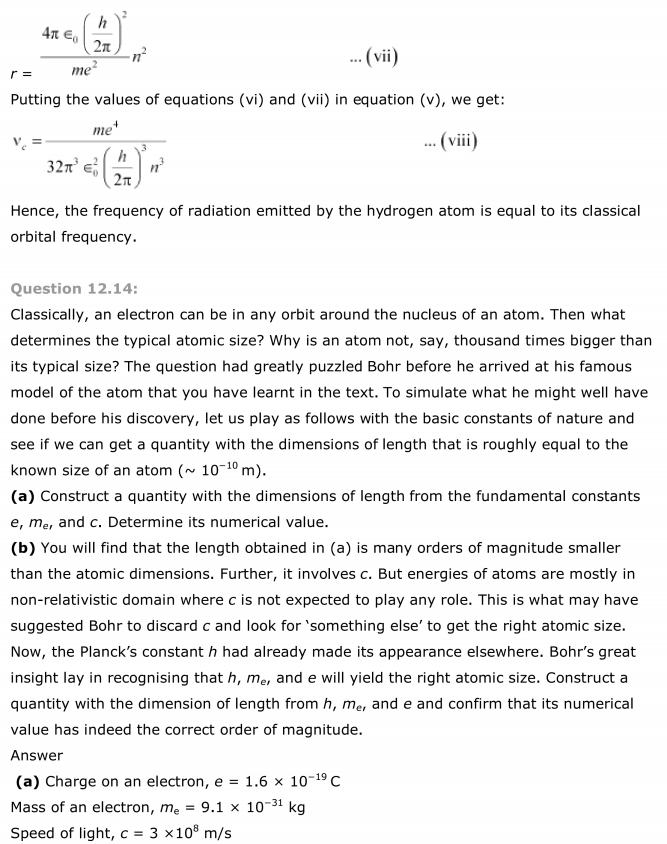 r = \frac{4\pi \in_0 \left(\frac{h}{2\pi}\right)^2}{me^2} n^2 ... (vii)
Putting the values of equations (vi) and (vii) in equation (v), we get:
v_c = \frac{me^4}{32\pi^3 \in_0^2 \left(\frac{h}{2\pi}\right)^3 n^3} ... (viii)
Hence, the frequency of radiation emitted by the hydrogen atom is equal to its classical
orbital frequency.
Question 12.14:
Classically, an electron can be in any orbit around the nucleus of an atom. Then what
determines the typical atomic size? Why is an atom not, say, thousand times bigger than
its typical size? The question had greatly puzzled Bohr before he arrived at his famous
model of the atom that you have learnt in the text. To simulate what he might well have
done before his discovery, let us play as follows with the basic constants of nature and
see if we can get a quantity with the dimensions of length that is roughly equal to the
known size of an atom (~ 10⁻¹⁰ m).
(a) Construct a quantity with the dimensions of length from the fundamental constants
e, mₑ, and c. Determine its numerical value.
(b) You will find that the length obtained in (a) is many orders of magnitude smaller
than the atomic dimensions. Further, it involves c. But energies of atoms are mostly in
non-relativistic domain where c is not expected to play any role. This is what may have
suggested Bohr to discard c and look for ‘something else’ to get the right atomic size.
Now, the Planck’s constant h had already made its appearance elsewhere. Bohr’s great
insight lay in recognising that h, mₑ, and e will yield the right atomic size. Construct a
quantity with the dimension of length from h, mₑ, and e and confirm that its numerical
value has indeed the correct order of magnitude.
Answer
(a) Charge on an electron, e = 1.6 × 10⁻¹⁹ C
Mass of an electron, mₑ = 9.1 × 10⁻³¹ kg
Speed of light, c = 3 ×10⁸ m/s